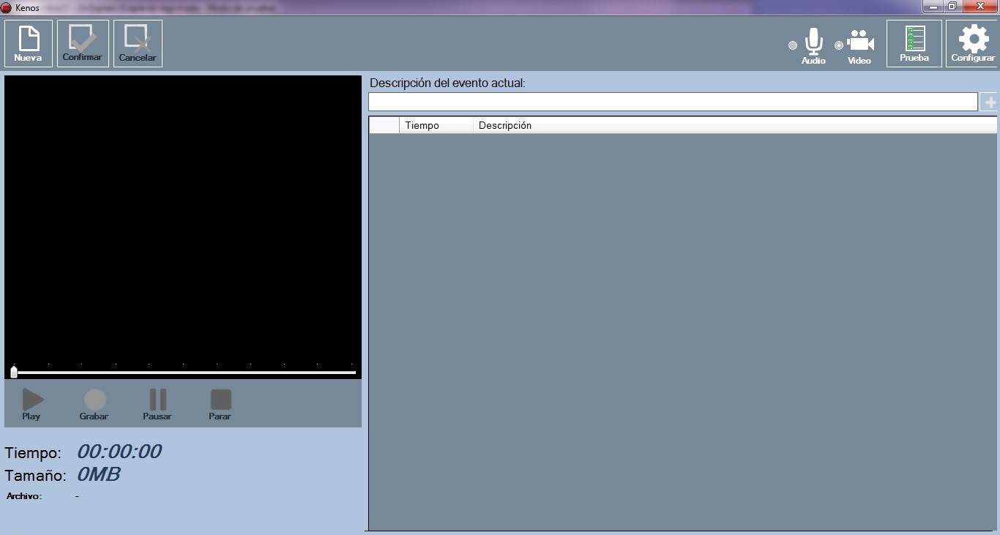 Kenos
Nueva
Confirmar
Cancelar
Audio
Video
Prueba
Configurar
Descripción del evento actual:
Tiempo Descripción
Play
Grabar
Pausar
Parar
Tiempo: 00:00:00
Tamaño: 0MB
Archivo: -